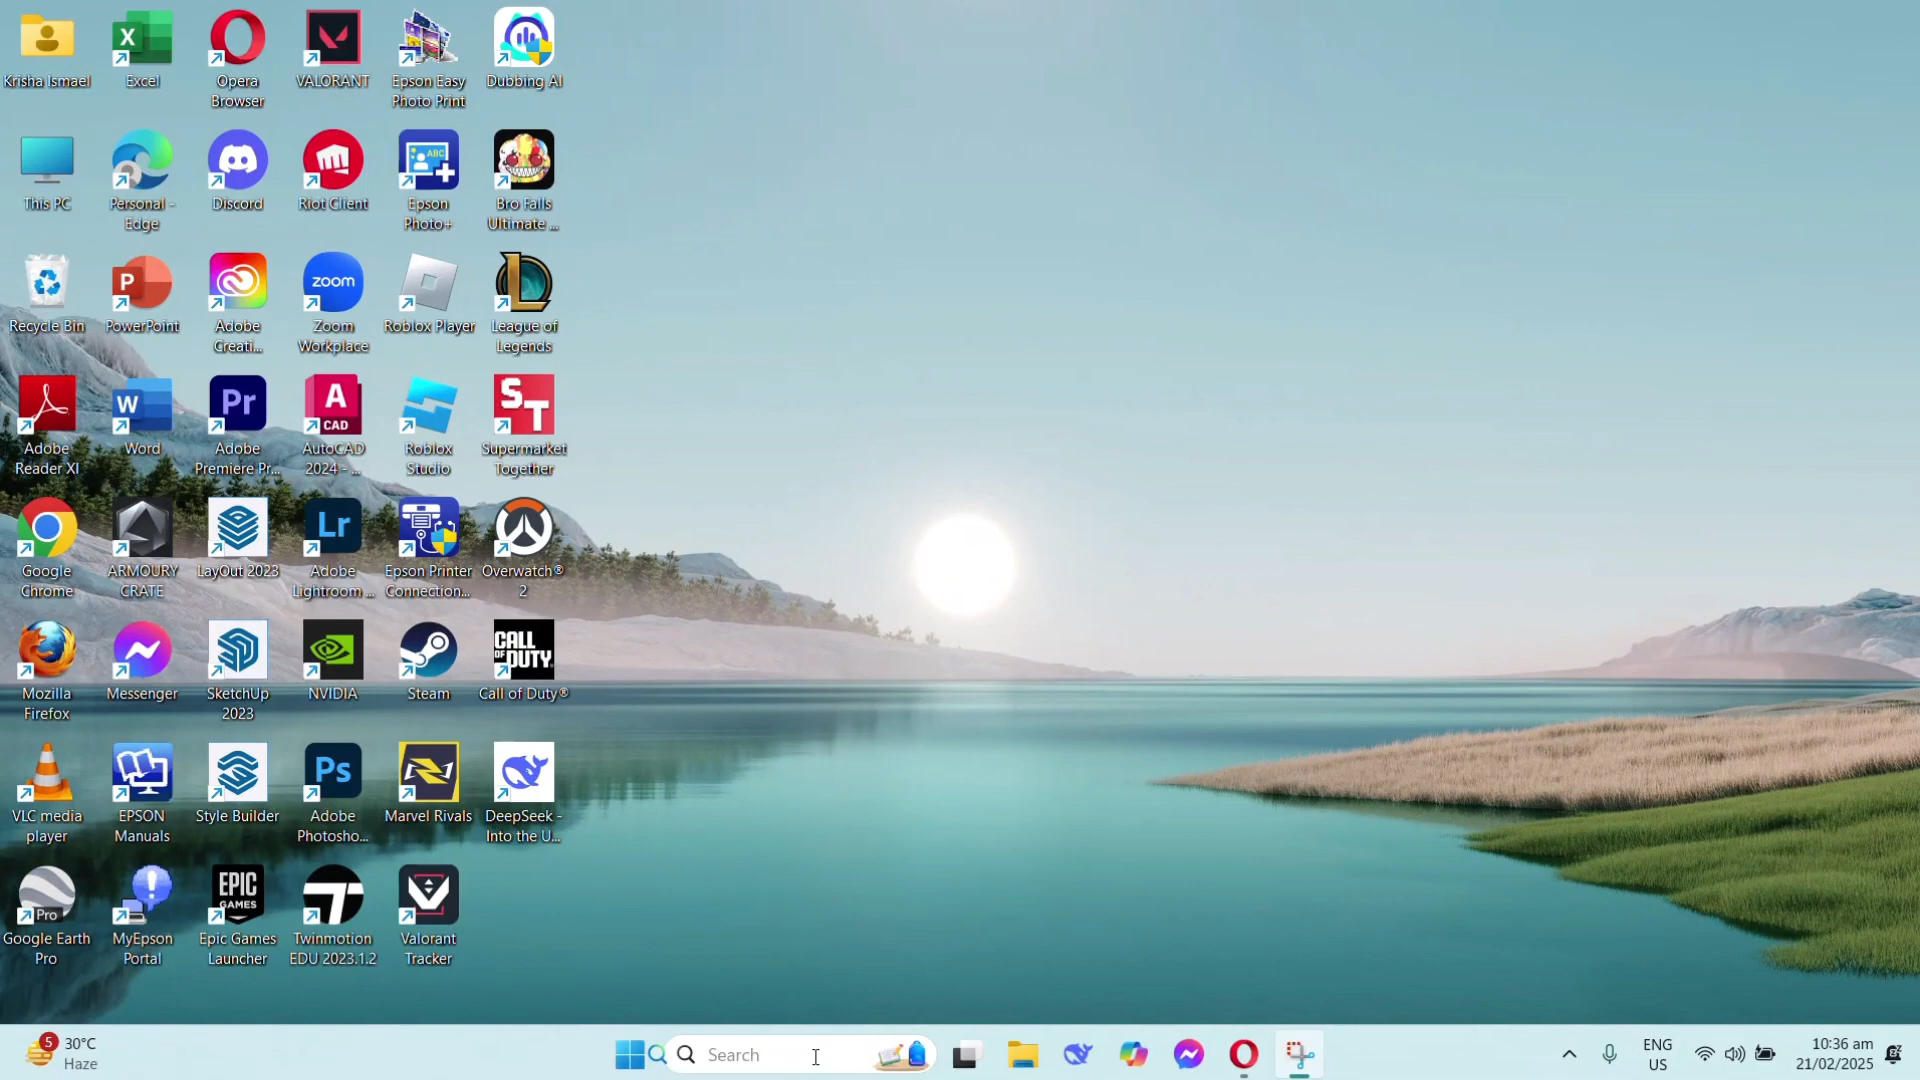 Krisha Ismael
Excel
Opera
Browser
VALORANT
Epson Easy
Photo Print
Dubbing AI
This PC
Personal -
Edge
Discord
Riot Client
ABC
Epson
Photo+
Bro Falls
Ultimate ...
Recycle Bin
PowerPoint
Adobe
Creati...
zoom
Zoom
Workplace
Roblox Player
League of
Legends
Adobe
Reader XI
W
Word
Pr
Adobe
Premiere Pr...
A
CAD
AutoCAD
2024 - ...
Roblox
Studio
ST
Supermarket
Together
Google
Chrome
ARMOURY
CRATE
LayOut 2023
Lr
Adobe
Lightroom ...
Epson Printer
Connection...
Overwatch®
2
Mozilla
Firefox
Messenger
SketchUp
2023
NVIDIA
Steam
CALL OF
DUTY
Call of Duty®
VLC media
player
EPSON
Manuals
Style Builder
Ps
Adobe
Photosho...
Marvel Rivals
DeepSeek -
Into the U...
Pro
Google Earth
Pro
MyEpson
Portal
EPIC
GAMES
Epic Games
Launcher
Twinmotion
EDU 2023.1.2
Valorant
Tracker
5
30°C
Haze
Search
ENG
US
10:36 am
21/02/2025